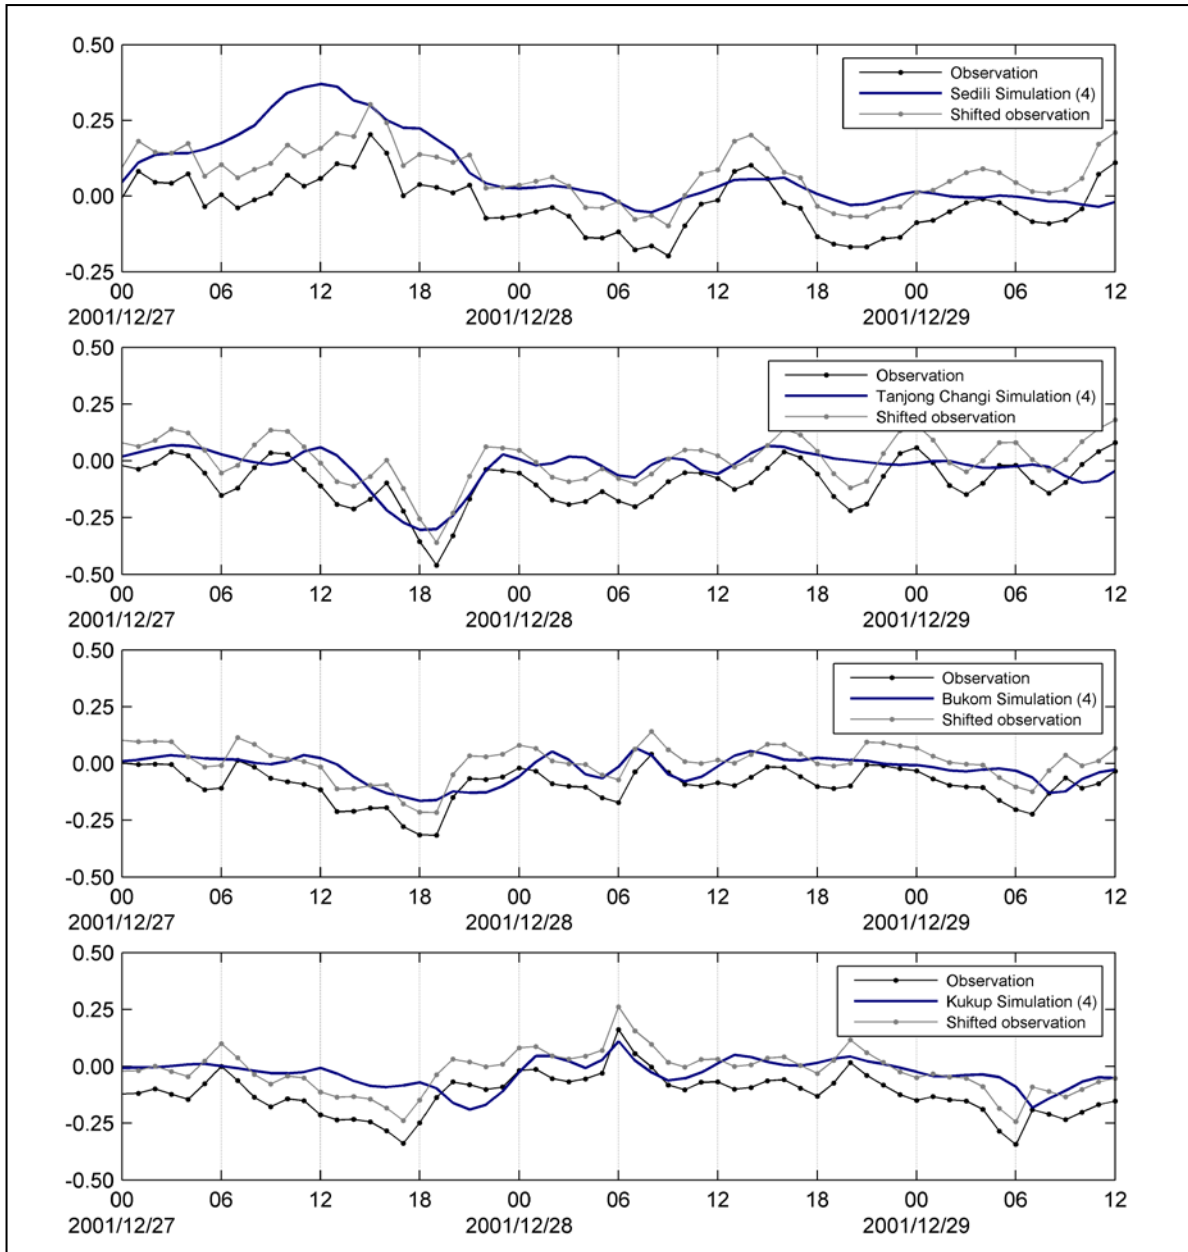 0.50
0.25
0.00
-0.25
Observation
Sedili Simulation (4)
Shifted observation
00 06 12 18 00 06 12 18 00 06 12
2001/12/27 2001/12/28 2001/12/29
0.50
0.25
0.00
-0.25
-0.50
Observation
Tanjong Changi Simulation (4)
Shifted observation
00 06 12 18 00 06 12 18 00 06 12
2001/12/27 2001/12/28 2001/12/29
0.50
0.25
0.00
-0.25
-0.50
Observation
Bukom Simulation (4)
Shifted observation
00 06 12 18 00 06 12 18 00 06 12
2001/12/27 2001/12/28 2001/12/29
0.50
0.25
0.00
-0.25
-0.50
Observation
Kukup Simulation (4)
Shifted observation
00 06 12 18 00 06 12 18 00 06 12
2001/12/27 2001/12/28 2001/12/29